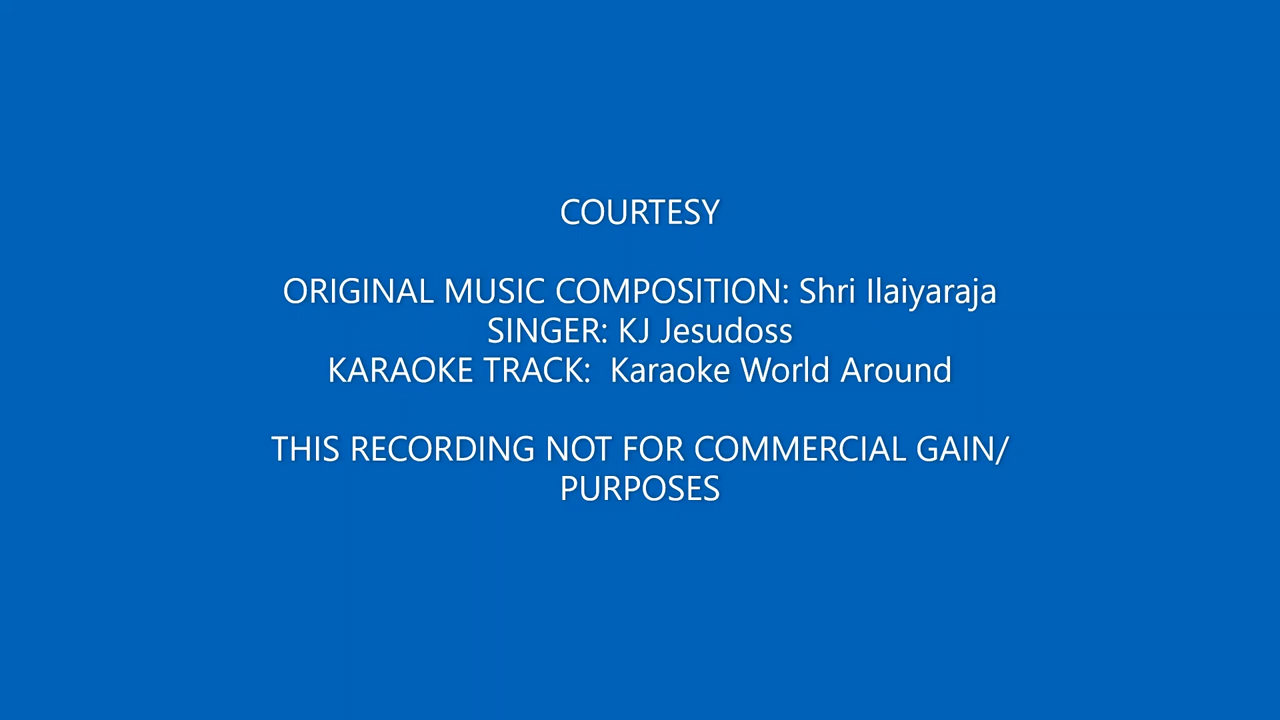 COURTESY
ORIGINAL MUSIC COMPOSITION: Shri Ilaiyaraja
SINGER: KJ Jesudoss
KARAOKE TRACK:  Karaoke World Around
THIS RECORDING NOT FOR COMMERCIAL GAIN/
PURPOSES